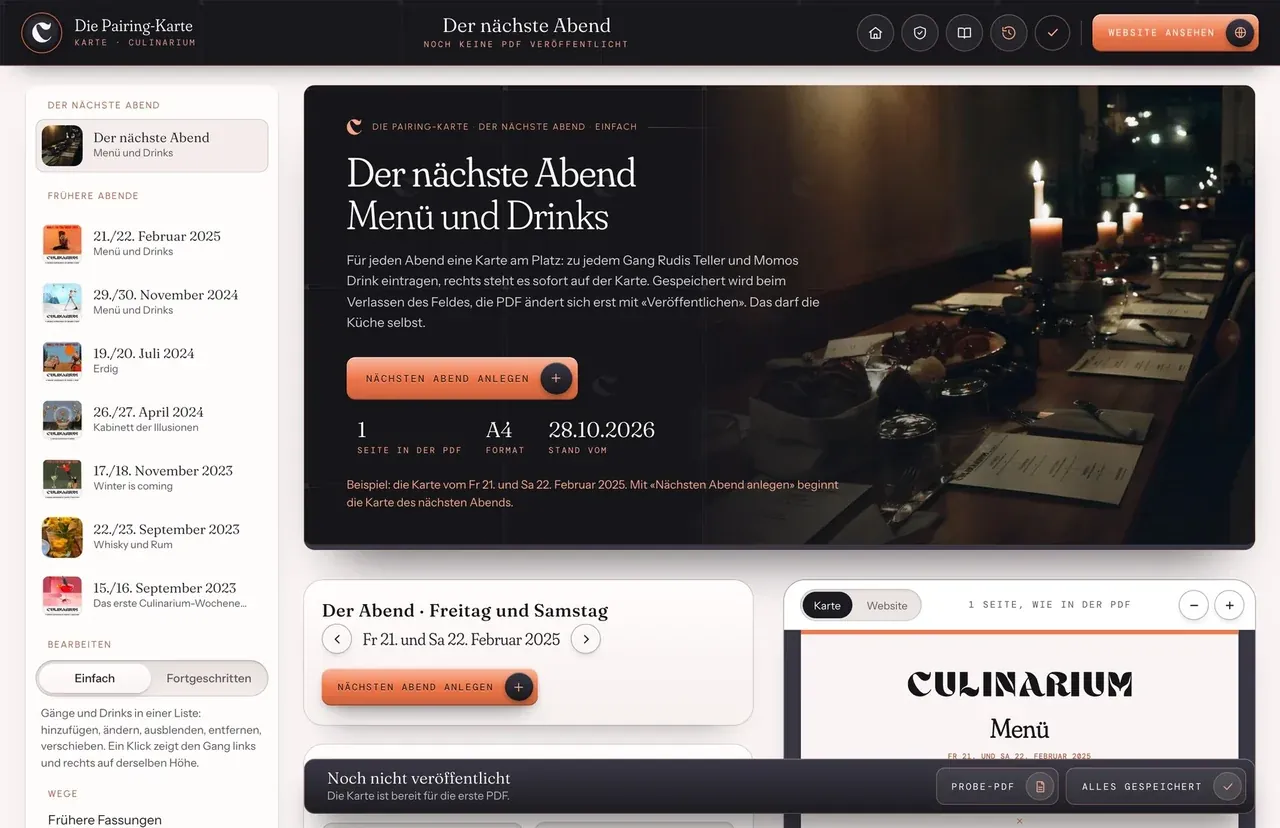 Die Pairing-Karte
KARTE · CULINARIUM
Der nächste Abend
NOCH KEINE PDF VERÖFFENTLICHT
WEBSITE ANSEHEN
DER NÄCHSTE ABEND
Der nächste Abend
Menü und Drinks
FRÜHERE ABENDE
21./22. Februar 2025
Menü und Drinks
29./30. November 2024
Menü und Drinks
19./20. Juli 2024
Erdig
26./27. April 2024
Kabinett der Illusionen
17./18. November 2023
Winter is coming
22./23. September 2023
Whisky und Rum
15./16. September 2023
Das erste Culinarium-Wochene...
BEARBEITEN
Einfach
Fortgeschritten
Gänge und Drinks in einer Liste:
hinzufügen, ändern, ausblenden, entfernen,
verschieben. Ein Klick zeigt den Gang links
und rechts auf derselben Höhe.
WEGE
Frühere Fassungen
DIE PAIRING-KARTE · DER NÄCHSTE ABEND · EINFACH
Der nächste Abend
Menü und Drinks
Für jeden Abend eine Karte am Platz: zu jedem Gang Rudis Teller und Momos
Drink eintragen, rechts steht es sofort auf der Karte. Gespeichert wird beim
Verlassen des Feldes, die PDF ändert sich erst mit «Veröffentlichen». Das darf die
Küche selbst.
NÄCHSTEN ABEND ANLEGEN
1
SEITE IN DER PDF
A4
FORMAT
28.10.2026
STAND VOM
Beispiel: die Karte vom Fr 21. und Sa 22. Februar 2025. Mit «Nächsten Abend anlegen» beginnt
die Karte des nächsten Abends.
Der Abend · Freitag und Samstag
Fr 21. und Sa 22. Februar 2025
NÄCHSTEN ABEND ANLEGEN
Karte
Website
1 SEITE, WIE IN DER PDF
CULINARIUM
Menü
FR 21. UND SA 22. FEBRUAR 2025
Noch nicht veröffentlicht
Die Karte ist bereit für die erste PDF.
PROBE-PDF
ALLES GESPEICHERT